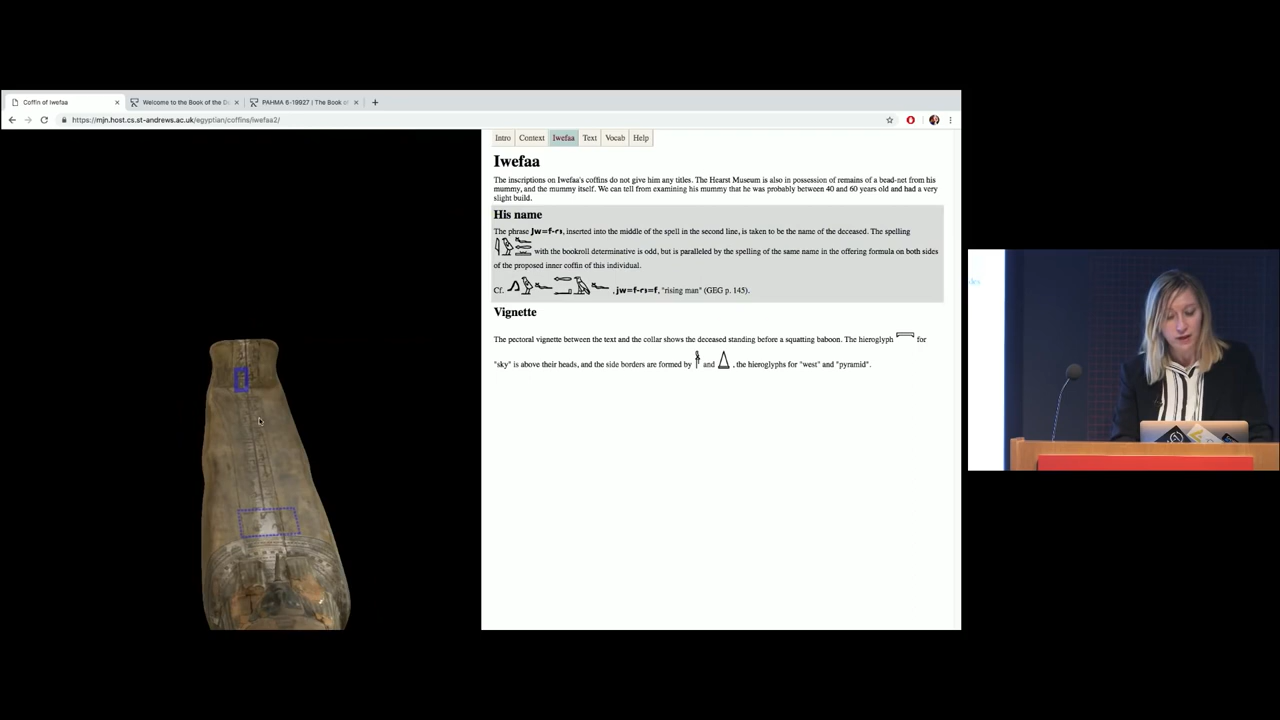 Coffin of Iwefaa
Welcome to the Book of the D
PAHMA 6-19927 | The Book of
https://mjn.host.cs.st-andrews.ac.uk/egyptian/coffins/iwefaa2/
Intro Context Iwefaa Text Vocab Help
Iwefaa
The inscriptions on Iwefaa's coffins do not give him any titles. The Hearst Museum is also in possession of remains of a bead-net from his
mummy, and the mummy itself. We can tell from examining his mummy that he was probably between 40 and 60 years old and had a very
slight build.
His name
The phrase jw=f-ꜥꜣ, inserted into the middle of the spell in the second line, is taken to be the name of the deceased. The spelling
with the bookroll determinative is odd, but is paralleled by the spelling of the same name in the offering formula on both sides
of the proposed inner coffin of this individual.
Cf. , jw=f-ꜥꜣ=f, "rising man" (GEG p. 145).
Vignette
The pectoral vignette between the text and the collar shows the deceased standing before a squatting baboon. The hieroglyph for
"sky" is above their heads, and the side borders are formed by and , the hieroglyphs for "west" and "pyramid".